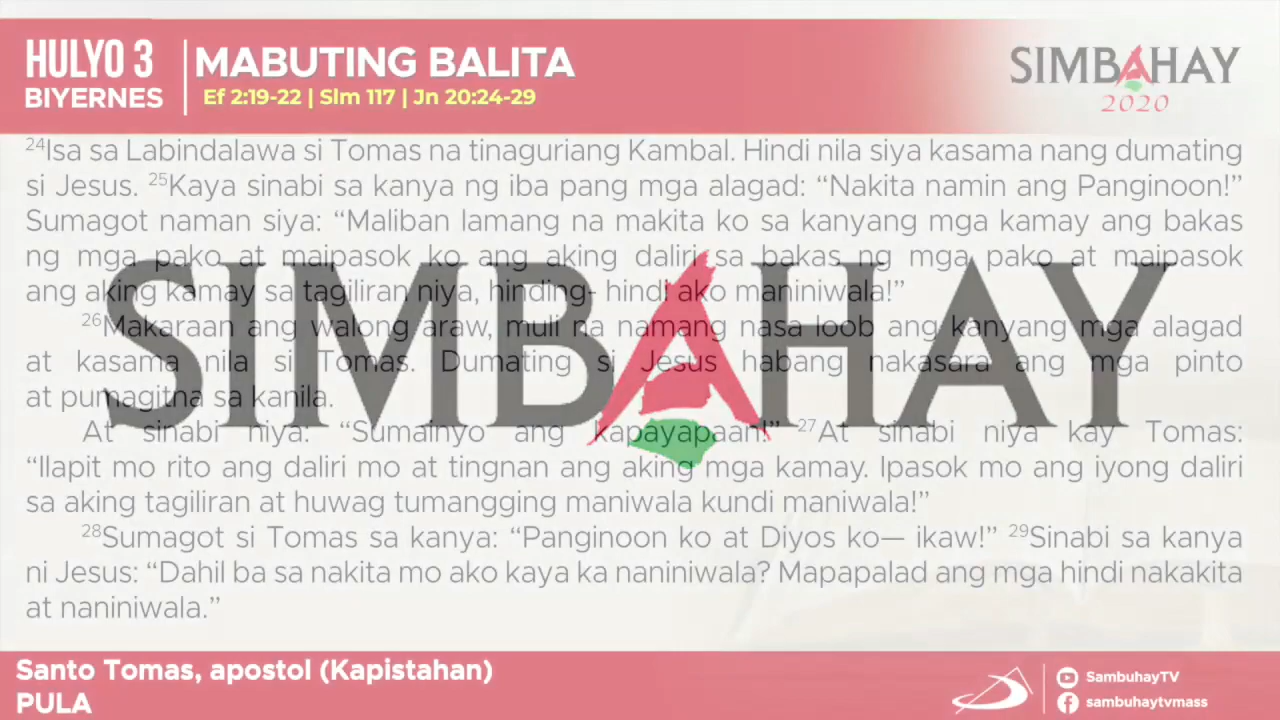 HULYO 3
BIYERNES
MABUTING BALITA
Ef 2:19-22 | Slm 117 | Jn 20:24-29
SIMBAHAY
2020
24Isa sa Labindalawa si Tomas na tinaguriang Kambal. Hindi nila siya kasama nang dumating
si Jesus. 25Kaya sinabi sa kanya ng iba pang mga alagad: “Nakita namin ang Panginoon!”
Sumagot naman siya: “Maliban lamang na makita ko sa kanyang mga kamay ang bakas
ng mga pako at maipasok ko ang aking daliri sa bakas ng mga pako at maipasok
ang aking kamay sa tagiliran niya, hinding- hindi ako maniniwala!”
26Makaraan ang walong araw, muli na namang nasa loob ang kanyang mga alagad
at kasama nila si Tomas. Dumating si Jesus habang nakasara ang mga pinto
at pumagitna sa kanila.
At sinabi niya: “Sumainyo ang kapayapaan!” 27At sinabi niya kay Tomas:
“Ilapit mo rito ang daliri mo at tingnan ang aking mga kamay. Ipasok mo ang iyong daliri
sa aking tagiliran at huwag tumangging maniwala kundi maniwala!”
28Sumagot si Tomas sa kanya: “Panginoon ko at Diyos ko— ikaw!” 29Sinabi sa kanya
ni Jesus: “Dahil ba sa nakita mo ako kaya ka naniniwala? Mapapalad ang mga hindi nakakita
at naniniwala.”
SIMBAHAY
Santo Tomas, apostol (Kapistahan)
PULA
SambuhayTV
sambuhaytvmass